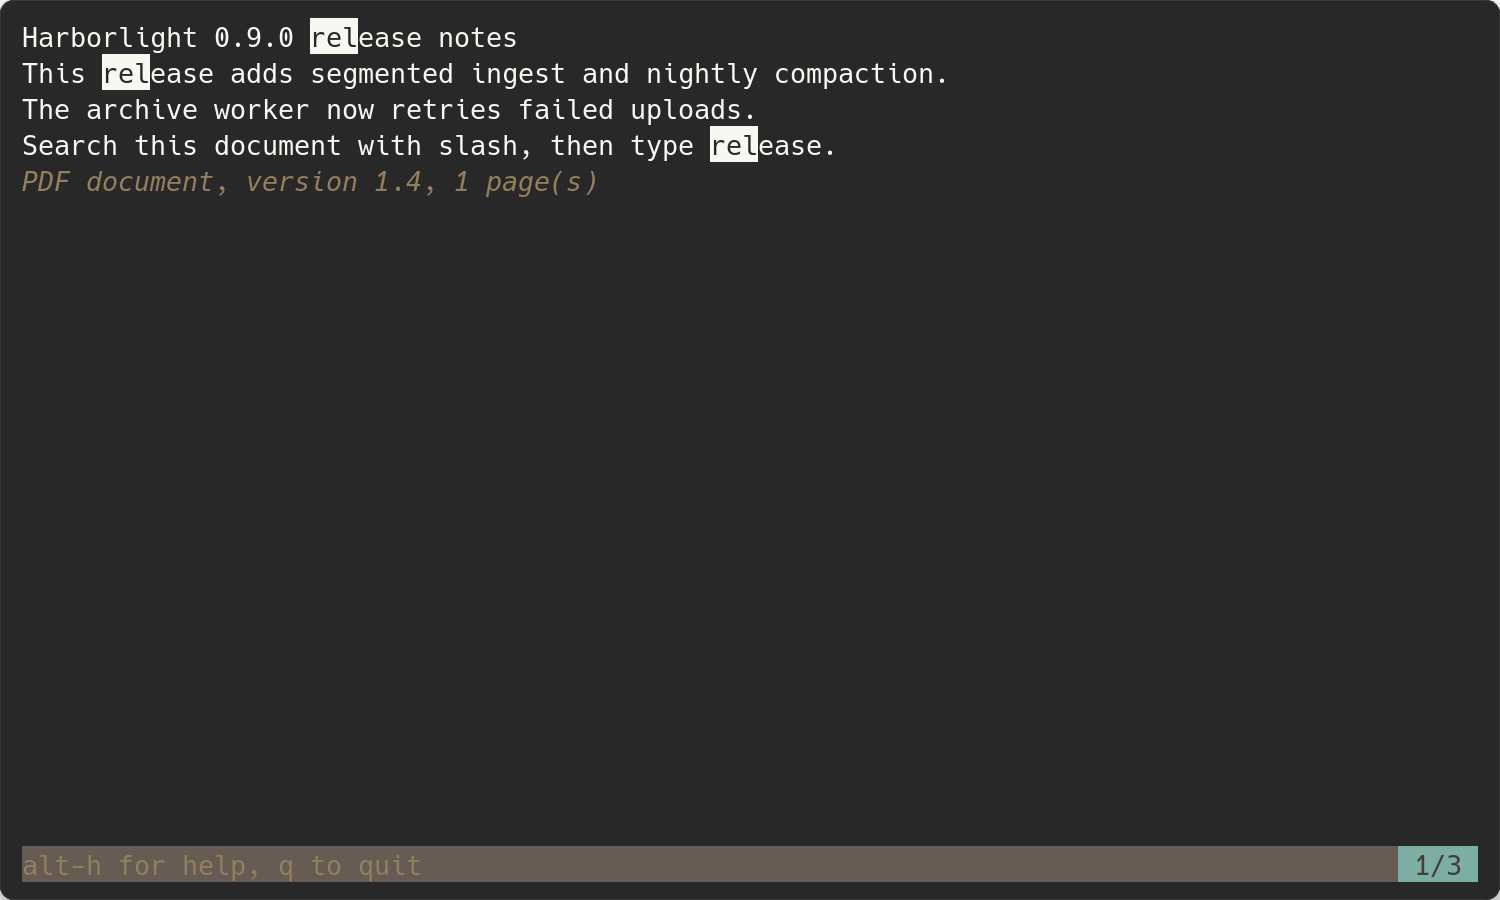 Harborlight 0.9.0 release notes
This release adds segmented ingest and nightly compaction.
The archive worker now retries failed uploads.
Search this document with slash, then type release.
PDF document, version 1.4, 1 page(s)
alt-h for help, q to quit 1/3